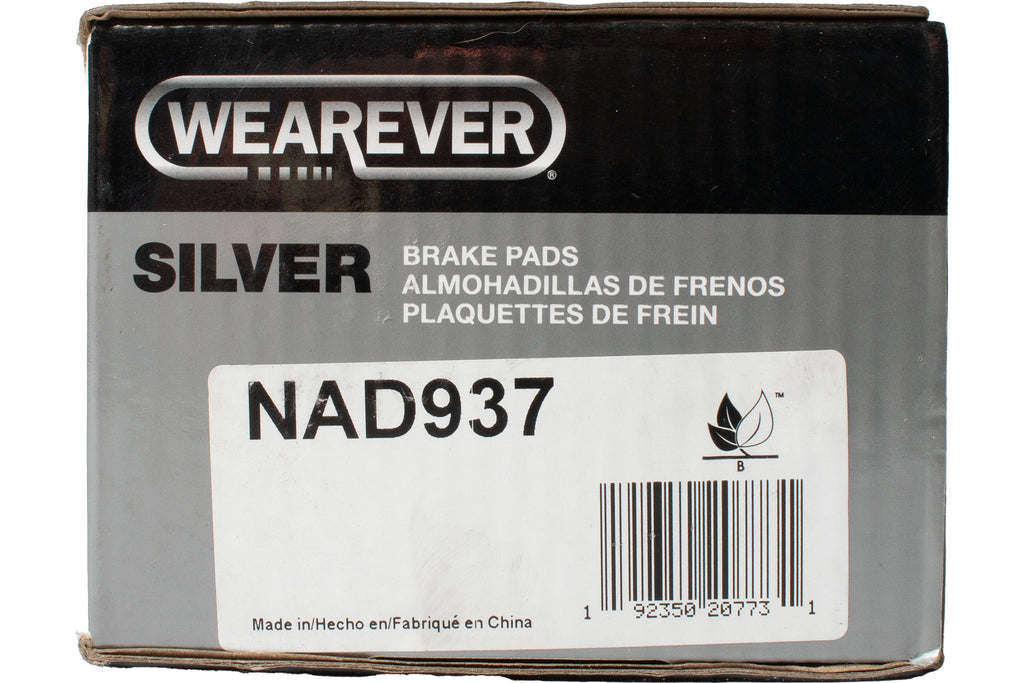 WEAREVER®
SILVER
BRAKE PADS
ALMOHADILLAS DE FRENOS
PLAQUETTES DE FREIN
NAD937
™
B
1 92350 20773 1
Made in/Hecho en/Fabriqué en China